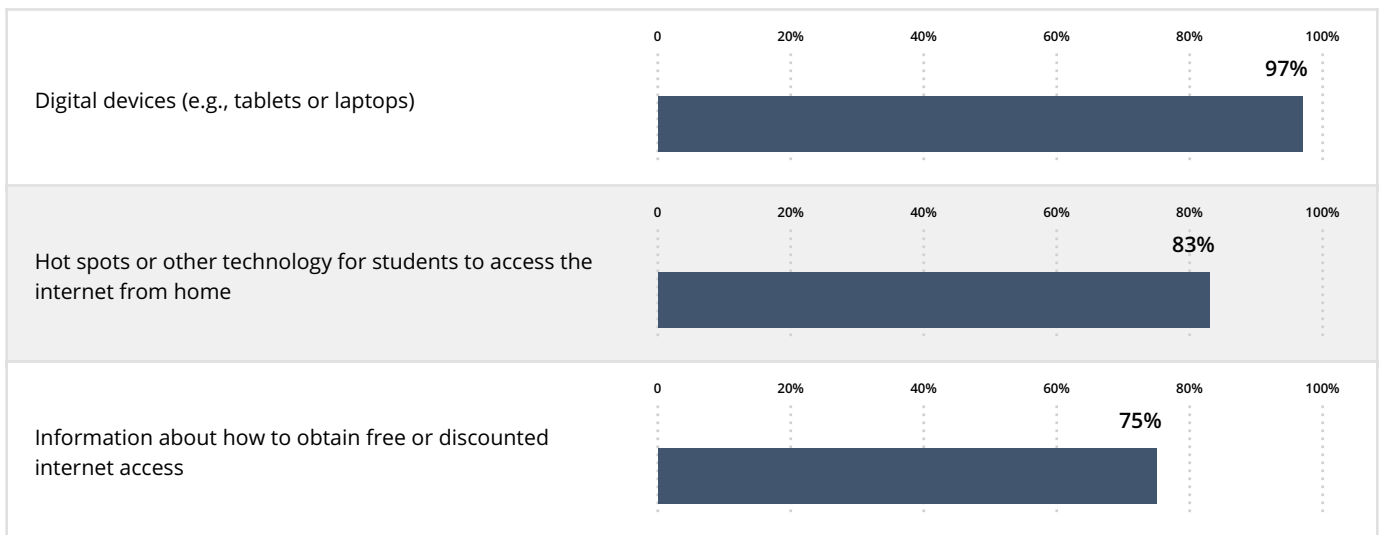 0 20% 40% 60% 80% 100%
97%
Digital devices (e.g., tablets or laptops)
0 20% 40% 60% 80% 100%
83%
Hot spots or other technology for students to access the
internet from home
0 20% 40% 60% 80% 100%
75%
Information about how to obtain free or discounted
internet access